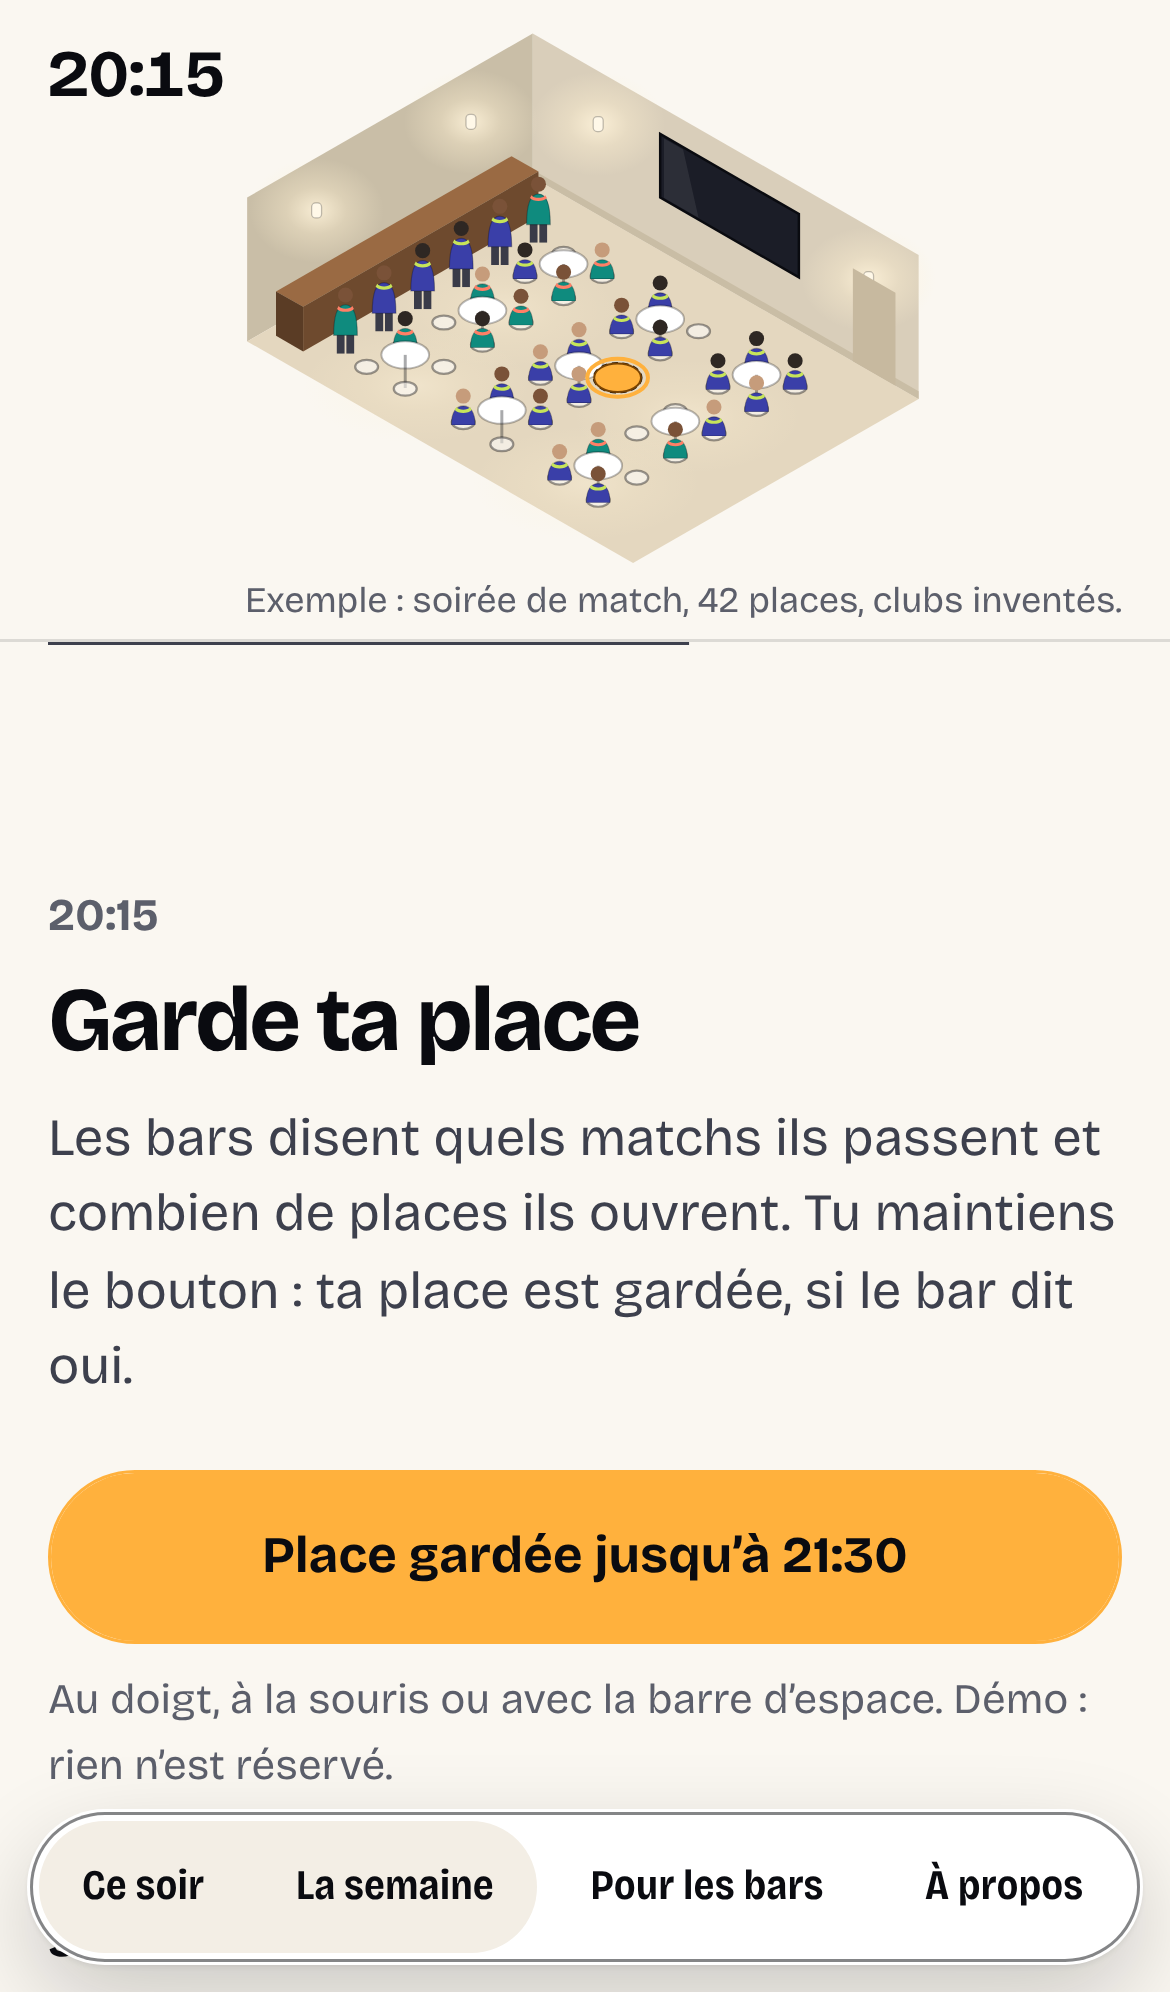 20:15
Exemple : soirée de match, 42 places, clubs inventés.
20:15
Garde ta place
Les bars disent quels matchs ils passent et
combien de places ils ouvrent. Tu maintiens
le bouton : ta place est gardée, si le bar dit
oui.
Place gardée jusqu’à 21:30
Au doigt, à la souris ou avec la barre d’espace. Démo :
rien n’est réservé.
Ce soir La semaine Pour les bars À propos